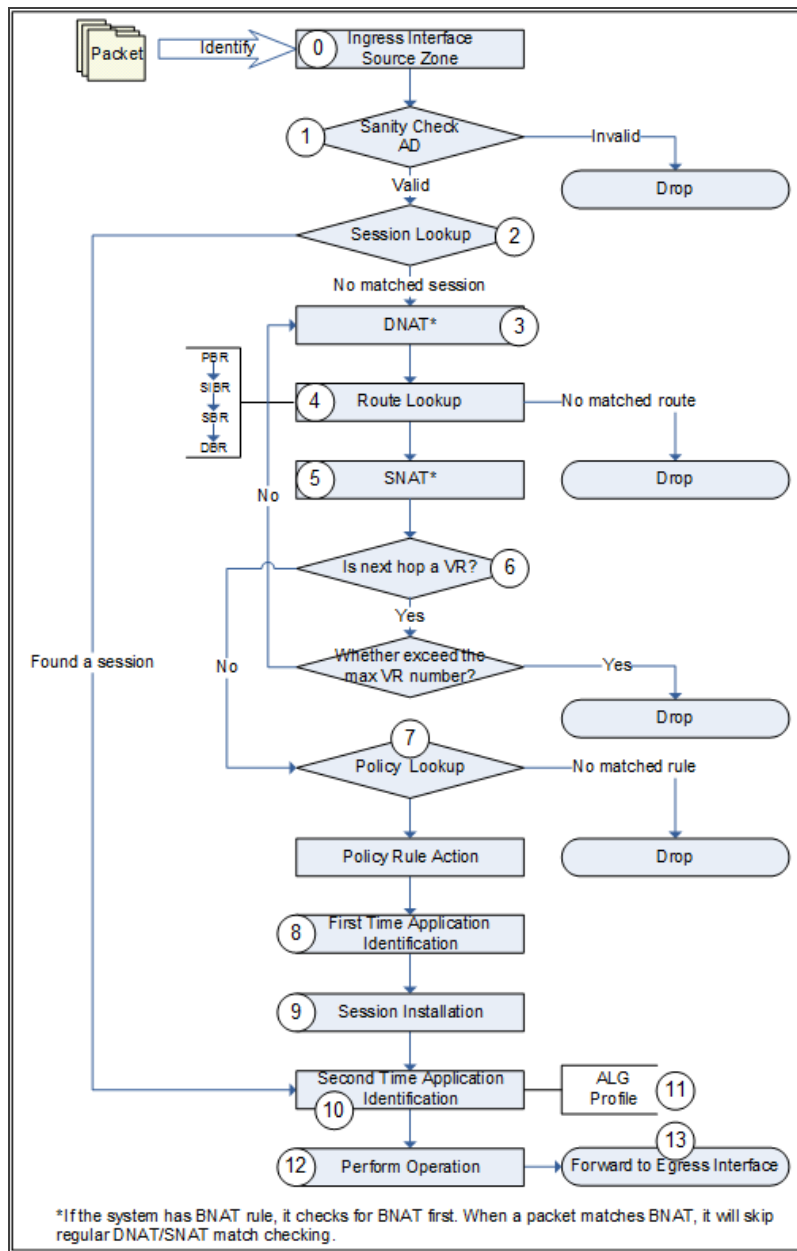 Packet
Identify
0
Ingress Interface
Source Zone
1
Sanity Check
AD
Invalid
Drop
Valid
Session Lookup
2
No matched session
DNAT*
3
PBR
SIBR
SBR
DBR
4
Route Lookup
No matched route
Drop
5
SNAT*
No
Is next hop a VR?
6
Yes
Found a session
No
Whether exceed the
max VR number?
Yes
Drop
7
Policy Lookup
No matched rule
Policy Rule Action
Drop
8
First Time Application
Identification
9
Session Installation
Second Time Application
Identification
10
ALG
Profile
11
12
Perform Operation
13
Forward to Egress Interface
*If the system has BNAT rule, it checks for BNAT first. When a packet matches BNAT, it will skip
regular DNAT/SNAT match checking.